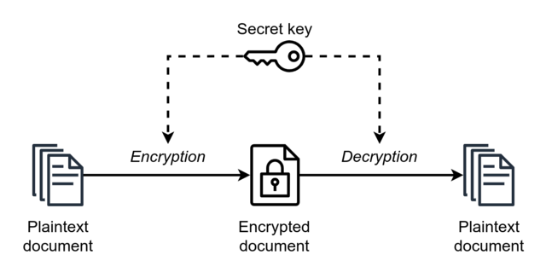 Secret key
Encryption
Decryption
Plaintext
document
Encrypted
document
Plaintext
document